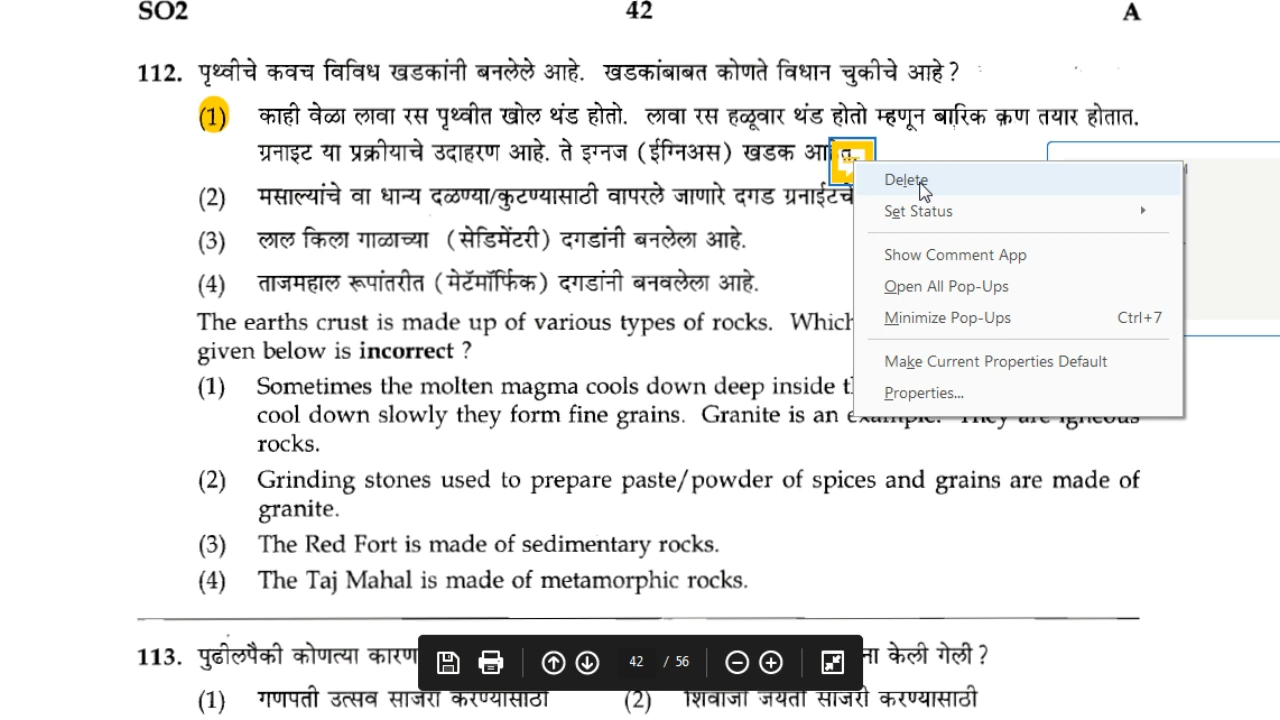 SO2 42 A
112. पृथ्वीचे कवच विविध खडकांनी बनलेले आहे. खडकांबाबत कोणते विधान चुकीचे आहे ?
(1) काही वेळा लावा रस पृथ्वीत खोल थंड होतो. लावा रस हळूवार थंड होतो म्हणून बारिक क्रण तयार होतात.
ग्रनाइट या प्रक्रीयाचे उदाहरण आहे. ते इग्नज (ईग्निअस) खडक आहेत.
(2) मसाल्यांचे वा धान्य दळण्या/कुटण्यासाठी वापरले जाणारे दगड ग्रनाईटचे
(3) लाल किला गाळाच्या (सेडिमेंटरी) दगडांनी बनलेला आहे.
(4) ताजमहाल रूपांतरीत (मेटॅमॉर्फिक) दगडांनी बनवलेला आहे.
The earths crust is made up of various types of rocks. Which
given below is incorrect ?
(1) Sometimes the molten magma cools down deep inside
cool down slowly they form fine grains. Granite is an example. They are igneous
rocks.
(2) Grinding stones used to prepare paste/powder of spices and grains are made of
granite.
(3) The Red Fort is made of sedimentary rocks.
(4) The Taj Mahal is made of metamorphic rocks.
Delete
Set Status
Show Comment App
Open All Pop-Ups
Minimize Pop-Ups Ctrl+7
Make Current Properties Default
Properties...
113. पुढीलपैकी कोणत्या केली गेली ?
42 / 56
(1) गणपती उत्सव साजरा करण्यासाठी (2) शिवाजी जयंती साजरी करण्यासाठी